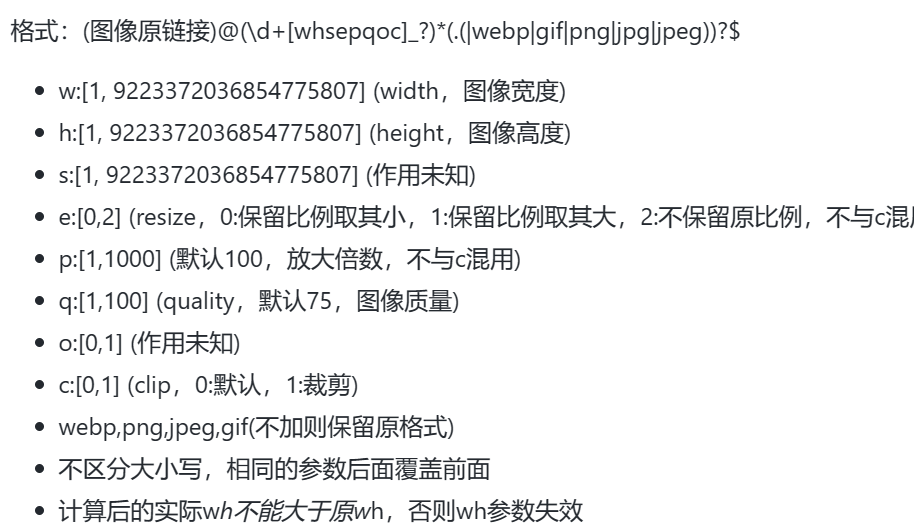 格式：(图像原链接)@(\d+[whsepqoc]_?)*(.(|webp|gif|png|jpg|jpeg))?$
w:[1, 9223372036854775807] (width，图像宽度)
h:[1, 9223372036854775807] (height，图像高度)
s:[1, 9223372036854775807] (作用未知)
e:[0,2] (resize，0:保留比例取其小，1:保留比例取其大，2:不保留原比例，不与c混
p:[1,1000] (默认100，放大倍数，不与c混用)
q:[1,100] (quality，默认75，图像质量)
o:[0,1] (作用未知)
c:[0,1] (clip，0:默认，1:裁剪)
webp,png,jpeg,gif(不加则保留原格式)
不区分大小写，相同的参数后面覆盖前面
计算后的实际wh不能大于原wh，否则wh参数失效